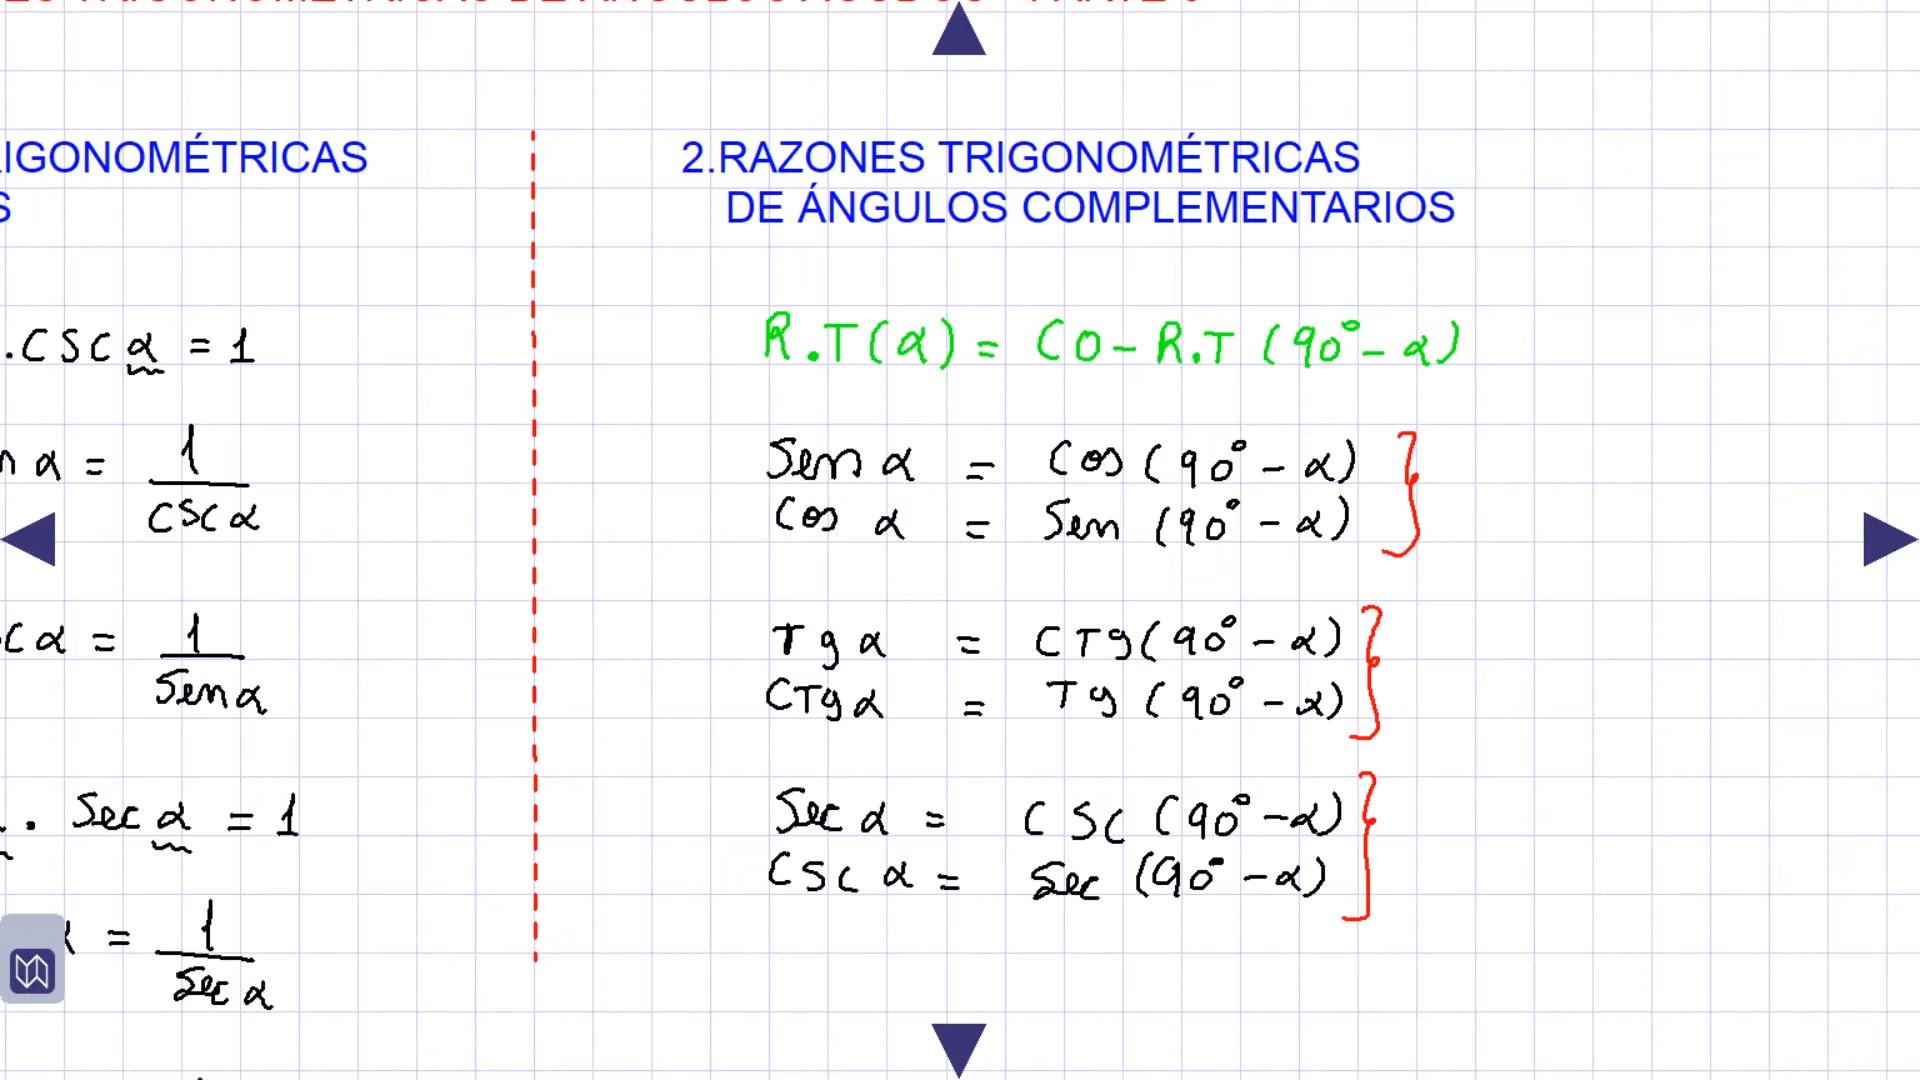 IGONOMÉTRICAS
S
.CSC α = 1
n α = 1
CSC α
C α = 1
Sen α
. Sec α = 1
α = 1
Sec α
2.RAZONES TRIGONOMÉTRICAS
DE ÁNGULOS COMPLEMENTARIOS
R.T(α) = CO-R.T (90°-α)
Sen α = Cos (90° - α)
Cos α = Sen (90° - α)
Tg α = CTg (90° - α)
CTg α = Tg (90° - α)
Sec α = CSC (90° - α)
CSC α = Sec (90° - α)